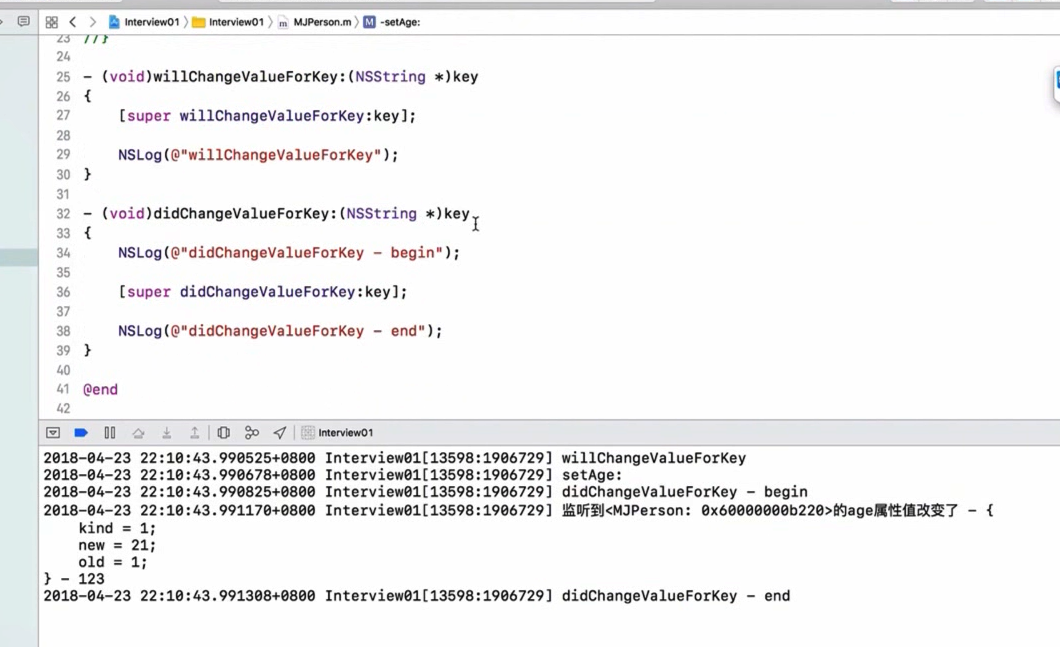 Interview01 〉 Interview01 〉 m MJPerson.m 〉 M -setAge:
23 //}
24
25 - (void)willChangeValueForKey:(NSString *)key
26 {
27 [super willChangeValueForKey:key];
28
29 NSLog(@"willChangeValueForKey");
30 }
31
32 - (void)didChangeValueForKey:(NSString *)key
33 {
34 NSLog(@"didChangeValueForKey - begin");
35
36 [super didChangeValueForKey:key];
37
38 NSLog(@"didChangeValueForKey - end");
39 }
40
41 @end
42
Interview01
2018-04-23 22:10:43.990525+0800 Interview01[13598:1906729] willChangeValueForKey
2018-04-23 22:10:43.990678+0800 Interview01[13598:1906729] setAge:
2018-04-23 22:10:43.990825+0800 Interview01[13598:1906729] didChangeValueForKey - begin
2018-04-23 22:10:43.991170+0800 Interview01[13598:1906729] 监听到<MJPerson: 0x60000000b220>的age属性值改变了 - {
kind = 1;
new = 21;
old = 1;
} - 123
2018-04-23 22:10:43.991308+0800 Interview01[13598:1906729] didChangeValueForKey - end